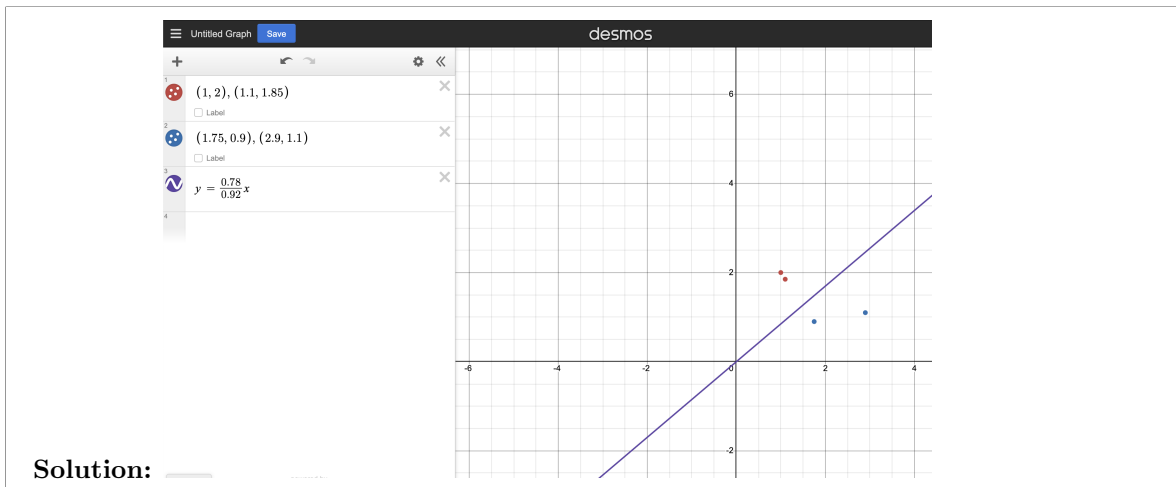 Untitled Graph Save desmos
1
(1, 2), (1.1, 1.85)
Label
2
(1.75, 0.9), (2.9, 1.1)
Label
3
y = 0.78/0.92 x
4
6
4
2
-6 -4 -2 0 2 4
-2
Solution: